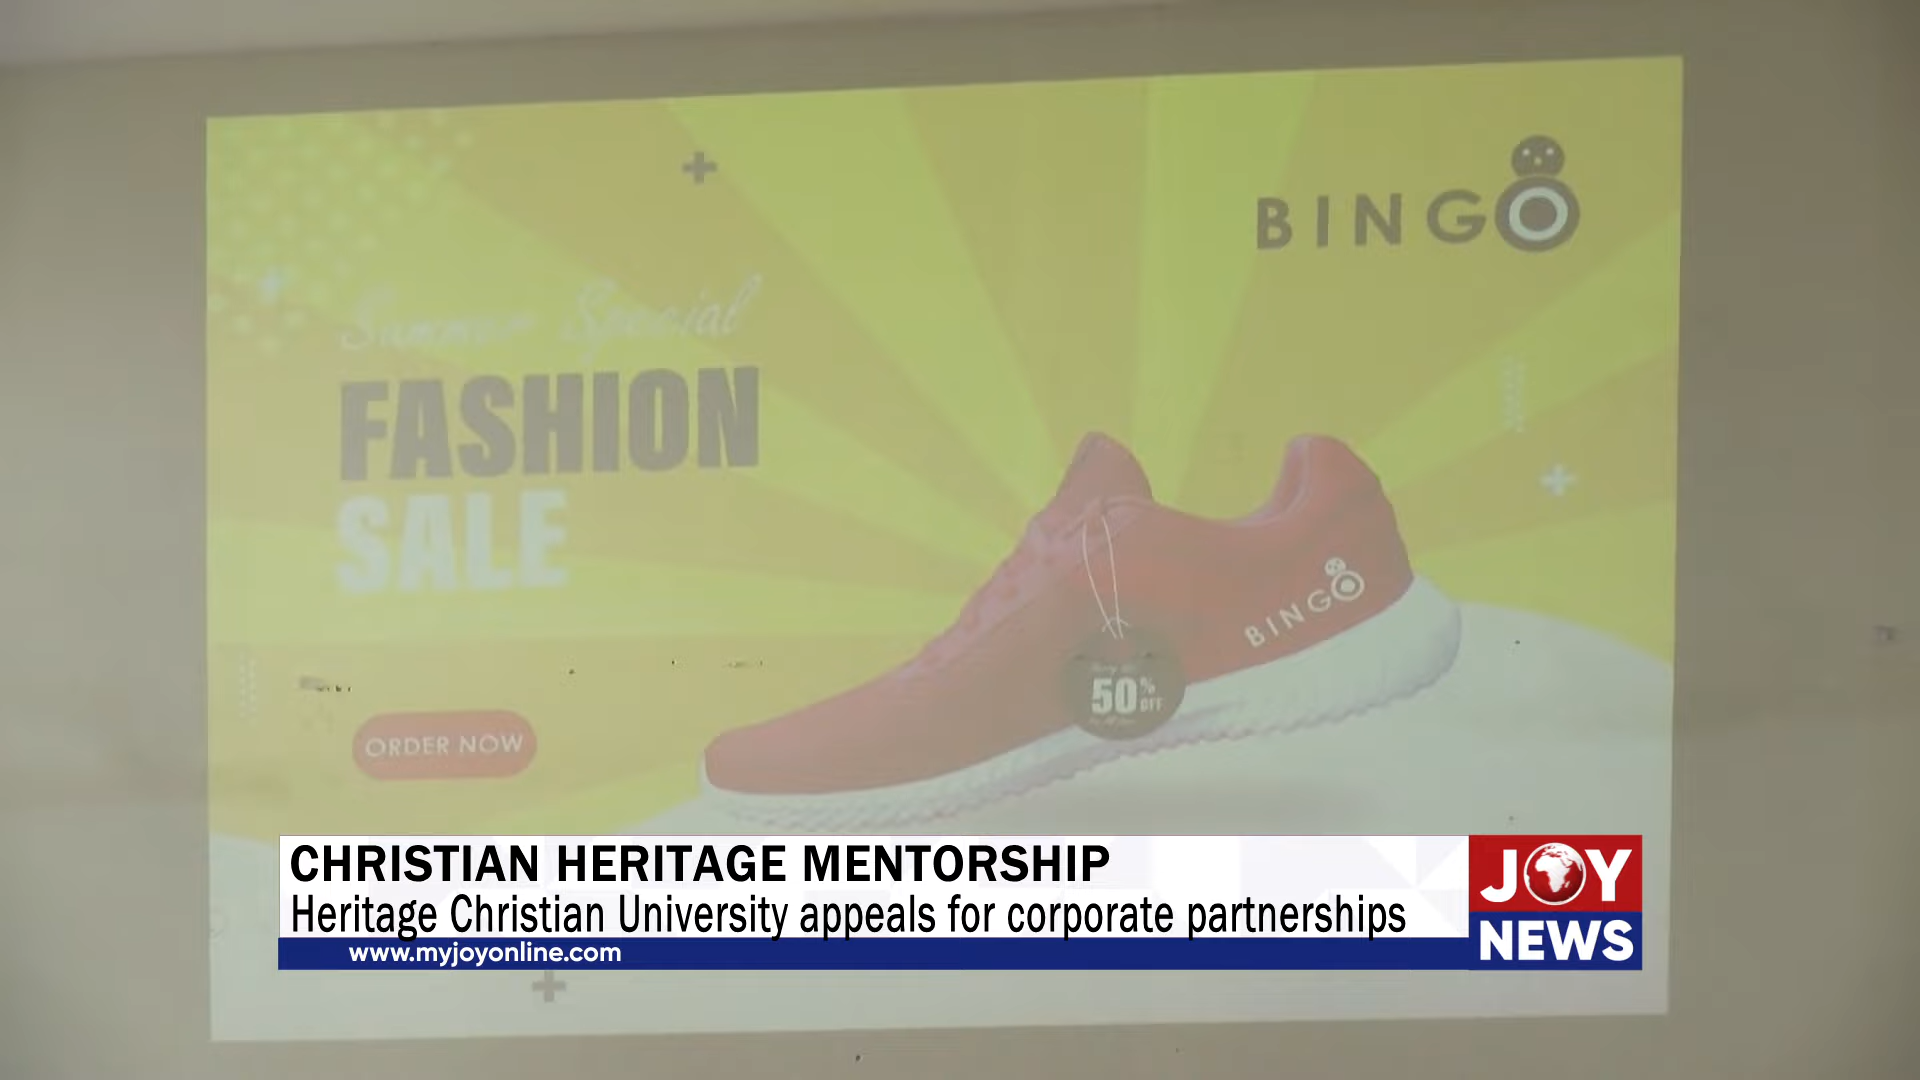 BINGO
Summer Special
FASHION
SALE
BINGO
50% OFF
ORDER NOW
CHRISTIAN HERITAGE MENTORSHIP
Heritage Christian University appeals for corporate partnerships
www.myjoyonline.com
JOY
NEWS